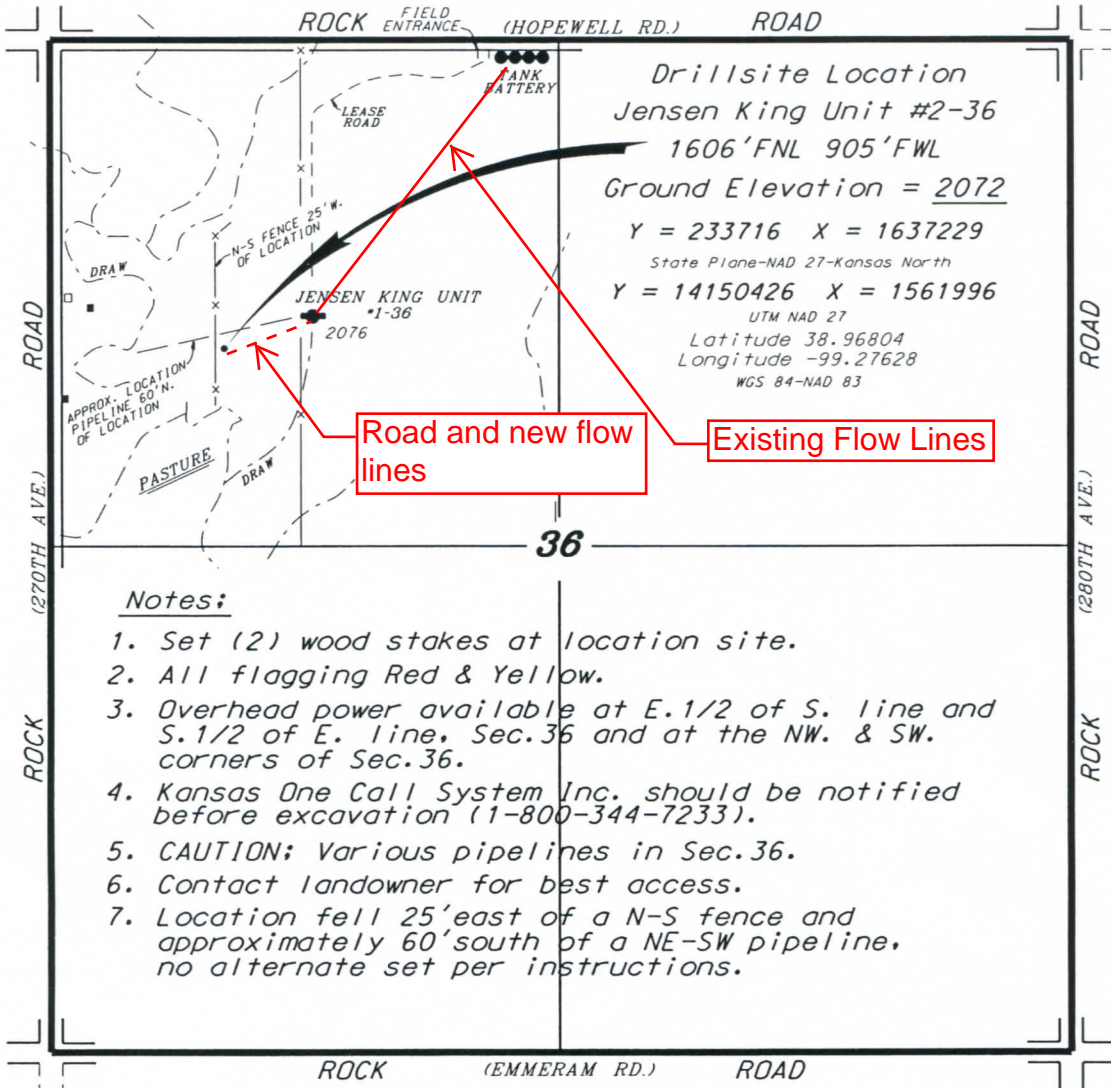 ROCK FIELD ENTRANCE (HOPEWELL RD.) ROAD
TANK
BATTERY
LEASE
ROAD
Drillsite Location
Jensen King Unit #2-36
1606'FNL 905'FWL
Ground Elevation = 2072
Y = 233716 X = 1637229
State Plane-NAD 27-Kansas North
Y = 14150426 X = 1561996
UTM NAD 27
Latitude 38.96804
Longitude -99.27628
WGS 84-NAD 83
N-S FENCE 25'W.
OF LOCATION
DRAW
JENSEN KING UNIT
#1-36
2076
APPROX. LOCATION
PIPELINE 60'N.
OF LOCATION
PASTURE
DRAW
Road and new flow
lines
Existing Flow Lines
ROAD
(270TH AVE.)
ROCK
ROAD
(280TH AVE.)
ROCK
36
Notes:
1. Set (2) wood stakes at location site.
2. All flagging Red & Yellow.
3. Overhead power available at E.1/2 of S. line and
S.1/2 of E. line, Sec.36 and at the NW. & SW.
corners of Sec.36.
4. Kansas One Call System Inc. should be notified
before excavation (1-800-344-7233).
5. CAUTION: Various pipelines in Sec.36.
6. Contact landowner for best access.
7. Location fell 25'east of a N-S fence and
approximately 60'south of a NE-SW pipeline,
no alternate set per instructions.
ROCK (EMMERAM RD.) ROAD